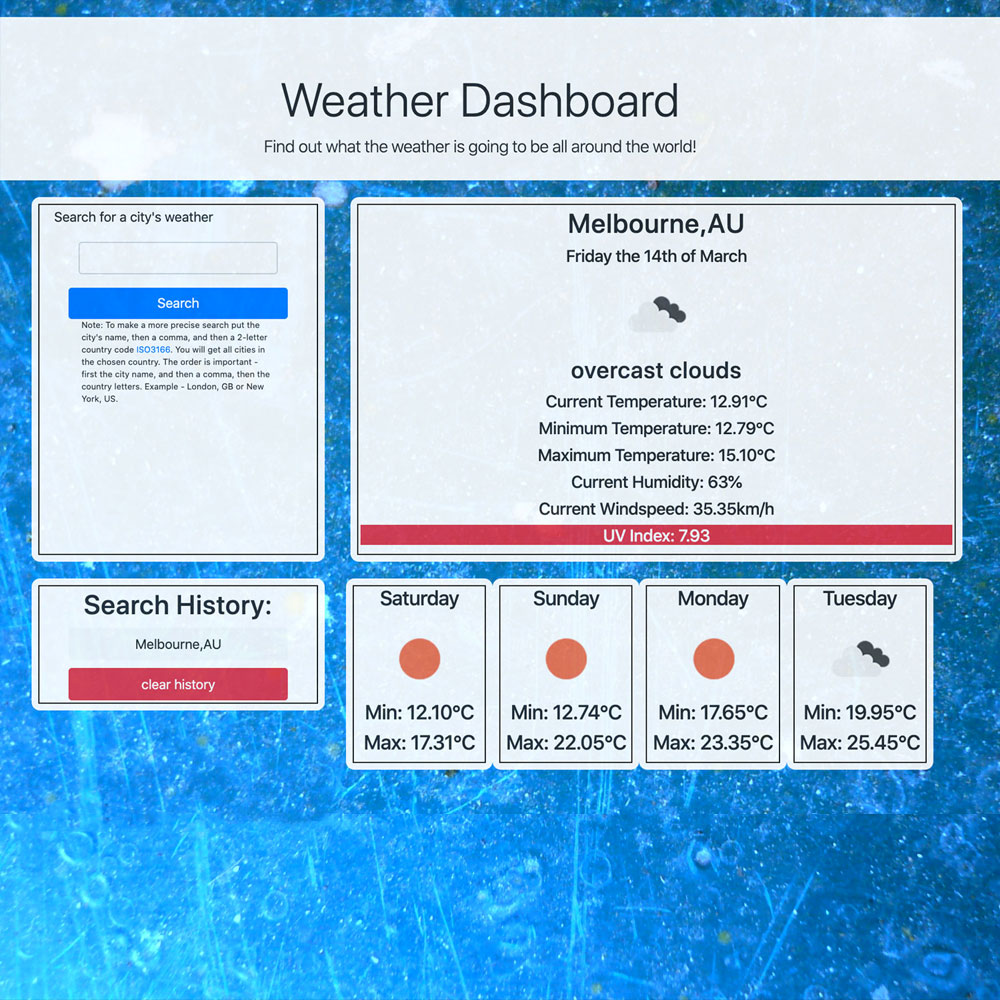 Weather Dashboard
Find out what the weather is going to be all around the world!
Search for a city's weather
Search
Note: To make a more precise search put the
city's name, then a comma, and then a 2-letter
country code ISO3166. You will get all cities in
the chosen country. The order is important -
first the city name, and then a comma, then the
country letters. Example - London, GB or New
York, US.
Melbourne,AU
Friday the 14th of March
overcast clouds
Current Temperature: 12.91°C
Minimum Temperature: 12.79°C
Maximum Temperature: 15.10°C
Current Humidity: 63%
Current Windspeed: 35.35km/h
UV Index: 7.93
Search History:
Melbourne,AU
clear history
Saturday
Min: 12.10°C
Max: 17.31°C
Sunday
Min: 12.74°C
Max: 22.05°C
Monday
Min: 17.65°C
Max: 23.35°C
Tuesday
Min: 19.95°C
Max: 25.45°C